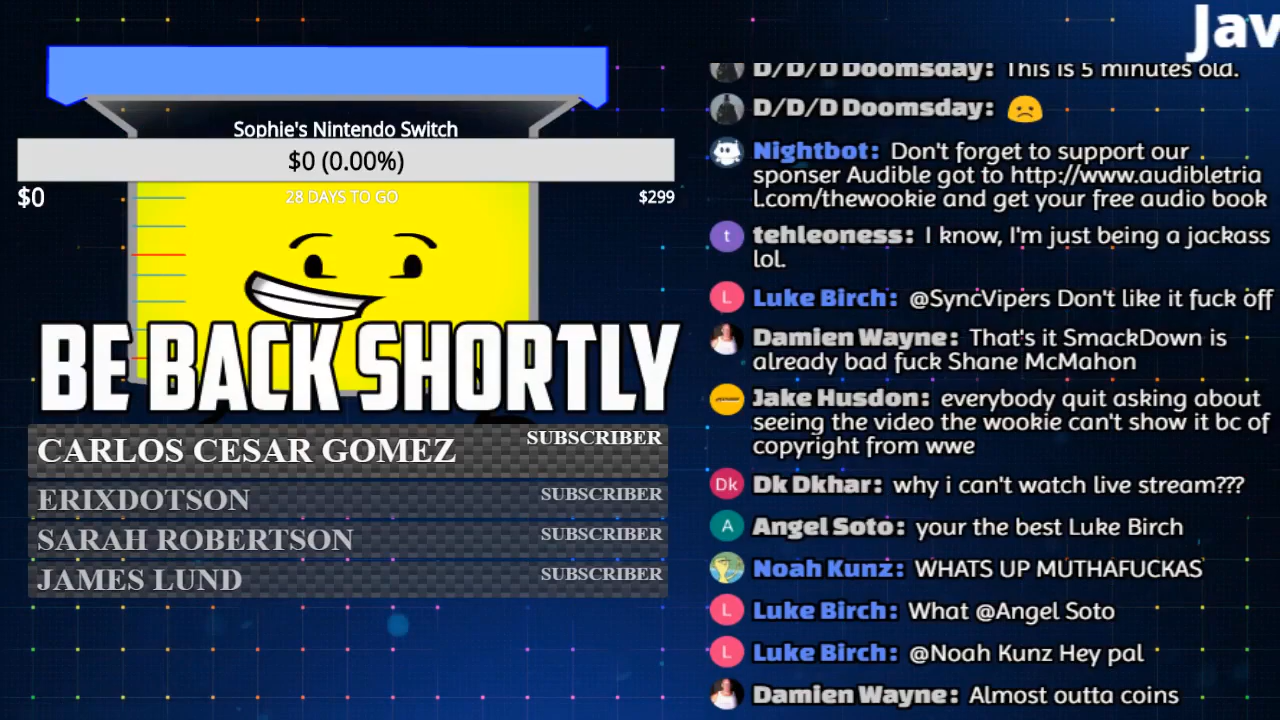 Jav
Sophie's Nintendo Switch
$0 (0.00%)
$0
28 DAYS TO GO
$299
BE BACK SHORTLY
CARLOS CESAR GOMEZ SUBSCRIBER
ERIXDOTSON SUBSCRIBER
SARAH ROBERTSON SUBSCRIBER
JAMES LUND SUBSCRIBER
D/D/D Doomsday: This is 5 minutes old.
D/D/D Doomsday: ☹️
Nightbot: Don't forget to support our
sponser Audible got to http://www.audibletria
l.com/thewookie and get your free audio book
t tehleoness: I know, I'm just being a jackass
lol.
L Luke Birch: @SyncVipers Don't like it fuck off
Damien Wayne: That's it SmackDown is
already bad fuck Shane McMahon
Jake Husdon: everybody quit asking about
seeing the video the wookie can't show it bc of
copyright from wwe
Dk Dk Dkhar: why i can't watch live stream???
A Angel Soto: your the best Luke Birch
Noah Kunz: WHATS UP MUTHAFUCKAS
L Luke Birch: What @Angel Soto
L Luke Birch: @Noah Kunz Hey pal
Damien Wayne: Almost outta coins